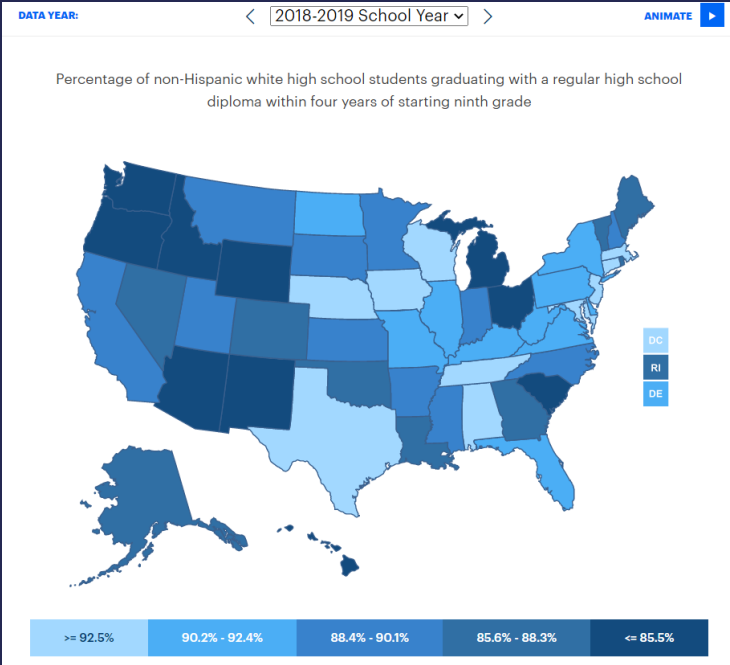 DATA YEAR:
2018-2019 School Year
ANIMATE
Percentage of non-Hispanic white high school students graduating with a regular high school
diploma within four years of starting ninth grade
DC
RI
DE
>= 92.5%
90.2% - 92.4%
88.4% - 90.1%
85.6% - 88.3%
<= 85.5%